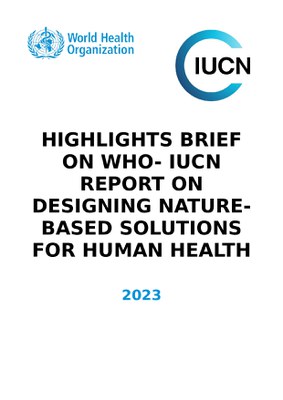 World Health
Organization
IUCN
HIGHLIGHTS BRIEF
ON WHO- IUCN
REPORT ON
DESIGNING NATURE-
BASED SOLUTIONS
FOR HUMAN HEALTH
2023